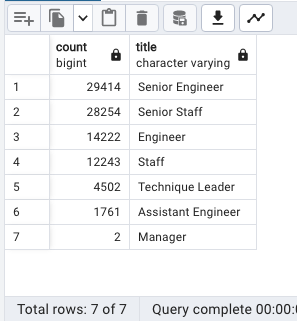 count title
bigint character varying
1 29414 Senior Engineer
2 28254 Senior Staff
3 14222 Engineer
4 12243 Staff
5 4502 Technique Leader
6 1761 Assistant Engineer
7 2 Manager
Total rows: 7 of 7 Query complete 00:00: